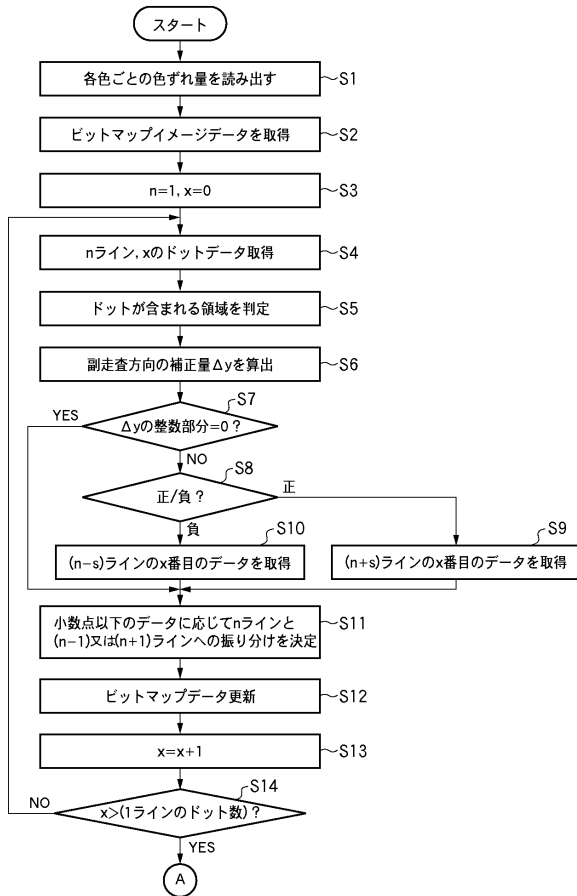 スタート
各色ごとの色ずれ量を読み出す
S1
ビットマップイメージデータを取得
S2
n=1, x=0
S3
nライン, xのドットデータ取得
S4
ドットが含まれる領域を判定
S5
副走査方向の補正量Δyを算出
S6
S7
YES
Δyの整数部分=0?
NO
S8
正/負?
正
負
S10
S9
(n-s)ラインのx番目のデータを取得
(n+s)ラインのx番目のデータを取得
小数点以下のデータに応じてnラインと
(n-1)又は(n+1)ラインへの振り分けを決定
S11
ビットマップデータ更新
S12
x=x+1
S13
S14
NO
x>(1ラインのドット数)?
YES
A